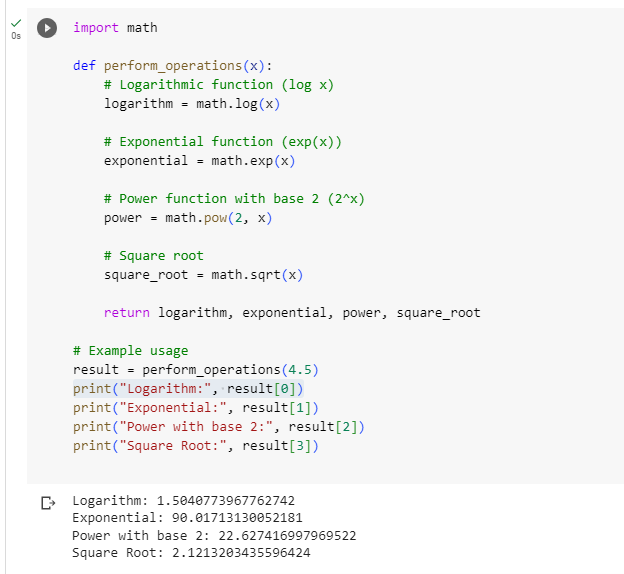 import math
0s
def perform_operations(x):
# Logarithmic function (log x)
logarithm = math.log(x)
# Exponential function (exp(x))
exponential = math.exp(x)
# Power function with base 2 (2^x)
power = math.pow(2, x)
# Square root
square_root = math.sqrt(x)
return logarithm, exponential, power, square_root
# Example usage
result = perform_operations(4.5)
print("Logarithm:", result[0])
print("Exponential:", result[1])
print("Power with base 2:", result[2])
print("Square Root:", result[3])
Logarithm: 1.5040773967762742
Exponential: 90.01713130052181
Power with base 2: 22.627416997969522
Square Root: 2.1213203435596424